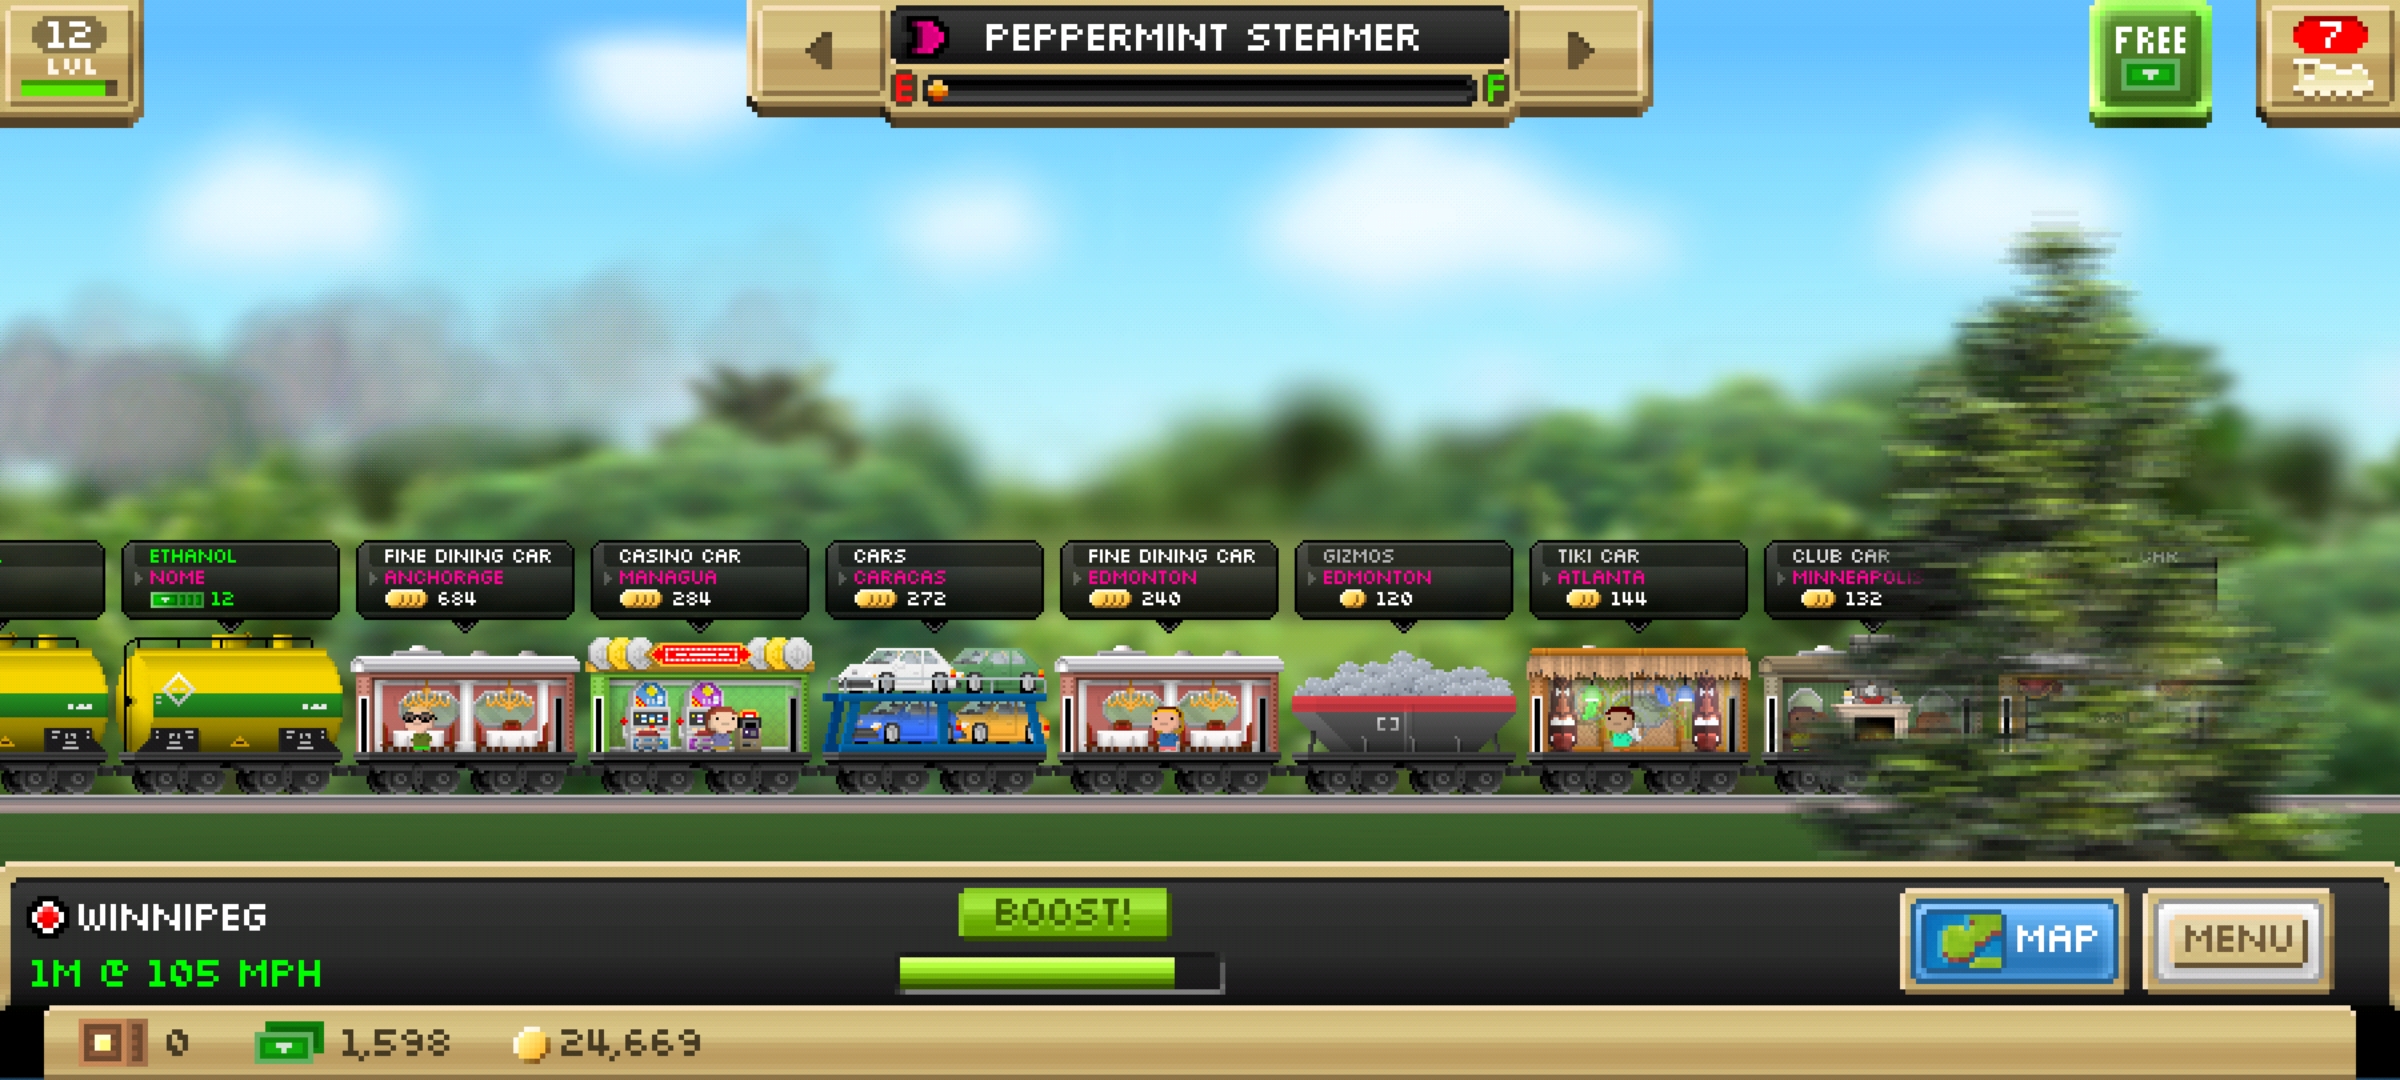 12
LVL
PEPPERMINT STEAMER
E
F
FREE
7
ETHANOL
NOME
12
FINE DINING CAR
ANCHORAGE
684
CASINO CAR
MANAGUA
284
CARS
CARACAS
272
FINE DINING CAR
EDMONTON
240
GIZMOS
EDMONTON
120
TIKI CAR
ATLANTA
144
CLUB CAR
MINNEAPOLIS
132
CAR
WINNIPEG
1M @ 105 MPH
BOOST!
MAP
MENU
0
1,598
24,669